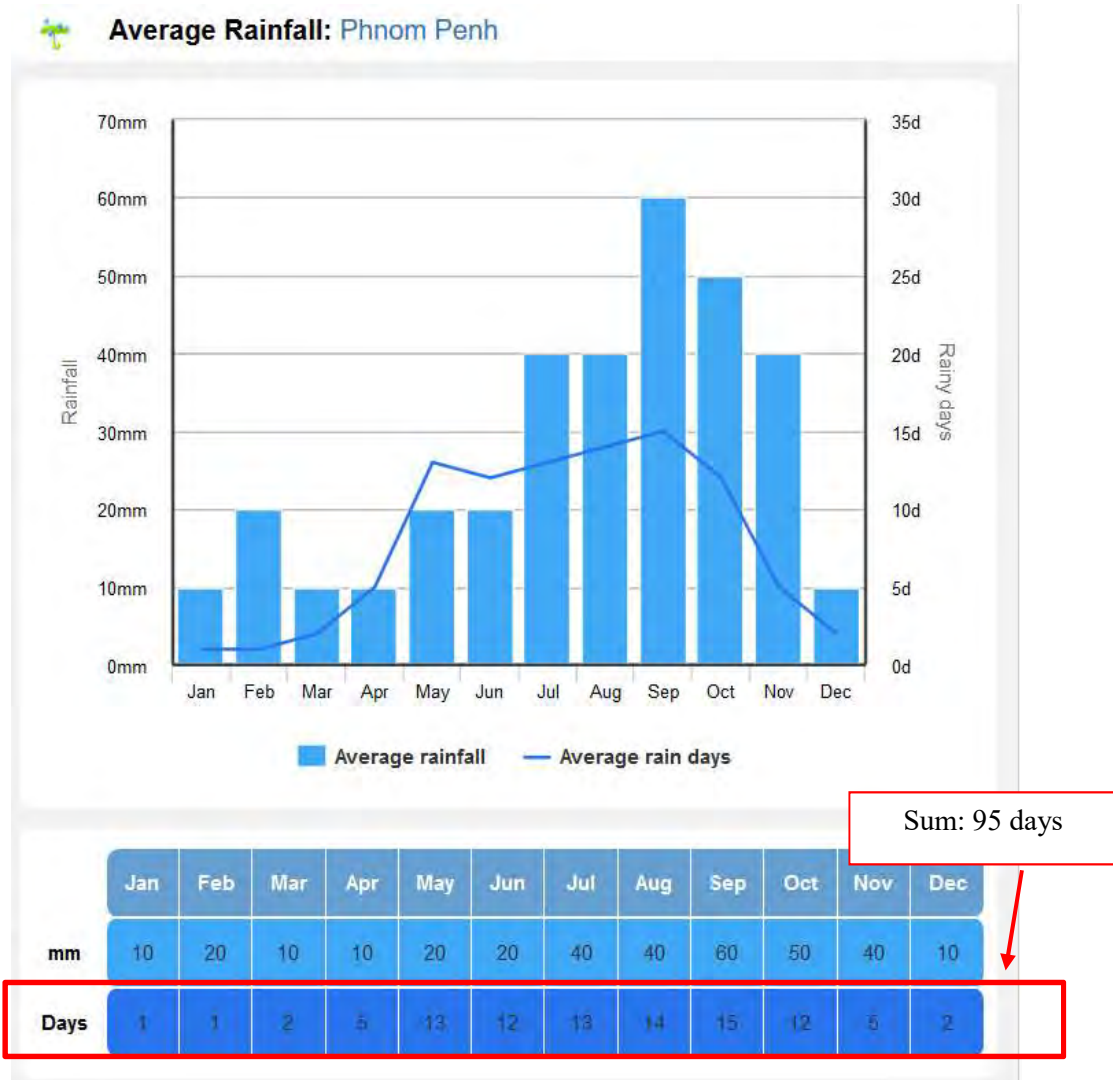 Average Rainfall: Phnom Penh
70mm 35d
60mm 30d
50mm 25d
40mm 20d
30mm 15d
20mm 10d
10mm 5d
0mm 0d
Rainfall
Rainy days
Jan Feb Mar Apr May Jun Jul Aug Sep Oct Nov Dec
Average rainfall Average rain days
Sum: 95 days
Jan Feb Mar Apr May Jun Jul Aug Sep Oct Nov Dec
mm 10 20 10 10 20 20 40 40 60 50 40 10
Days 1 1 2 5 13 12 13 14 15 12 5 2